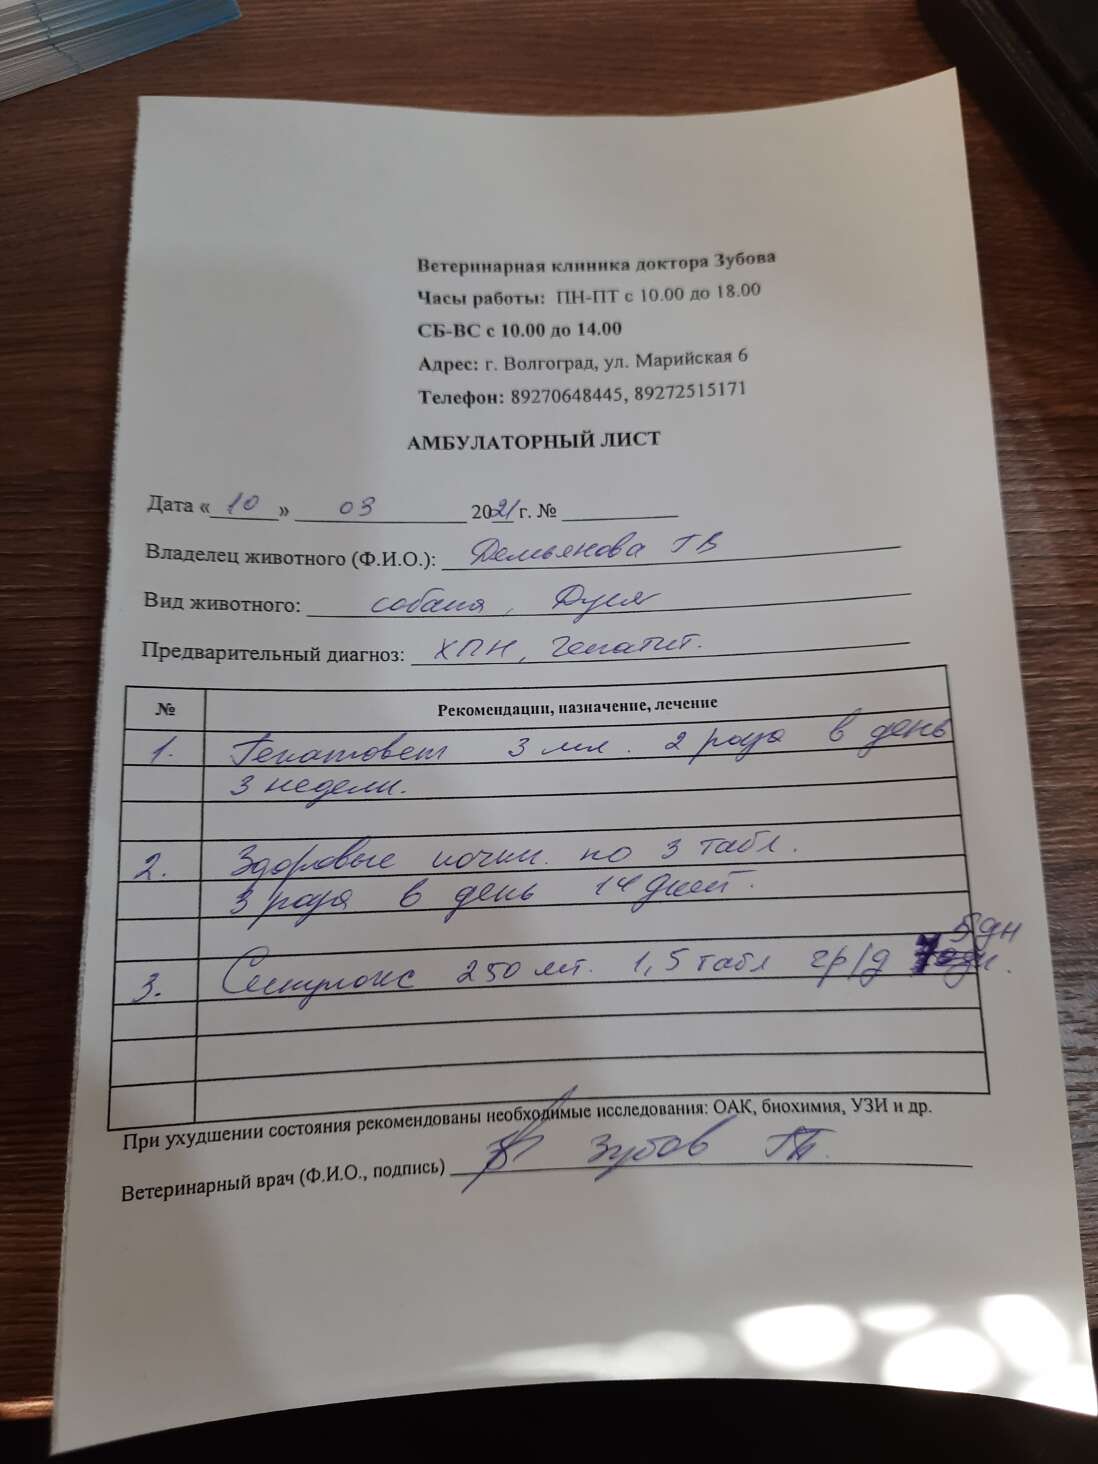 Ветеринарная клиника доктора Зубова
Часы работы: ПН-ПТ с 10.00 до 18.00
СБ-ВС с 10.00 до 14.00
Адрес: г. Волгоград, ул. Марийская 6
Телефон: 89270648445, 89272515171
АМБУЛАТОРНЫЙ ЛИСТ
Дата «10» 03 2021 г. №
Владелец животного (Ф.И.О.): Демьянова ГВ
Вид животного: собака, Дуся
Предварительный диагноз: ХПН, гепатит.
№ Рекомендации, назначение, лечение
1. Гепатовет 3 мл. 2 раза в день
3 недели.
2. Здоровые почки. по 3 табл.
3 раза в день 14 дней.
5 дн
3. Синулокс 250 мг. 1,5 табл 2р/д
При ухудшении состояния рекомендованы необходимые исследования: ОАК, биохимия, УЗИ и др.
Ветеринарный врач (Ф.И.О., подпись) Зубов